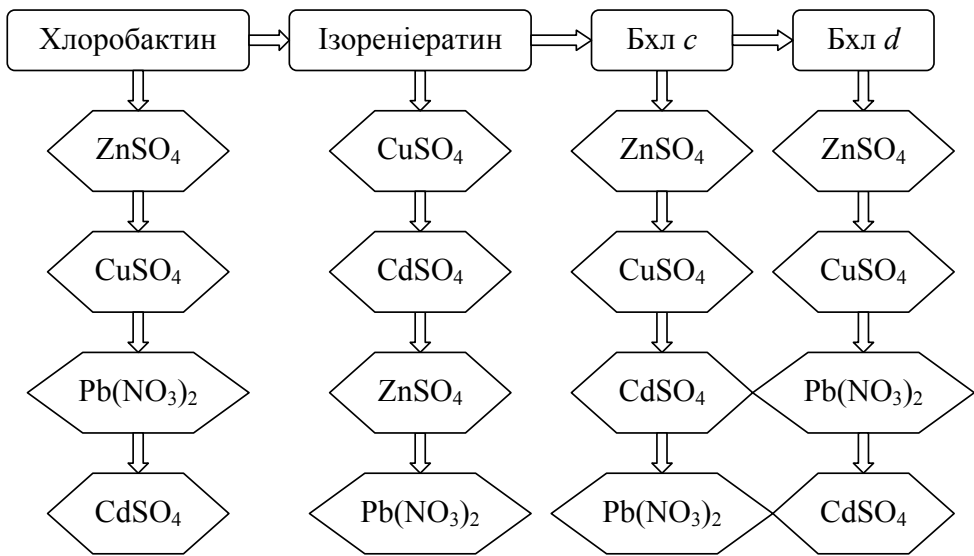 Хлоробактин Ізореніератин Бхл c Бхл d
ZnSO₄ CuSO₄ ZnSO₄ ZnSO₄
CuSO₄ CdSO₄ CuSO₄ CuSO₄
Pb(NO₃)₂ ZnSO₄ CdSO₄ Pb(NO₃)₂
CdSO₄ Pb(NO₃)₂ Pb(NO₃)₂ CdSO₄